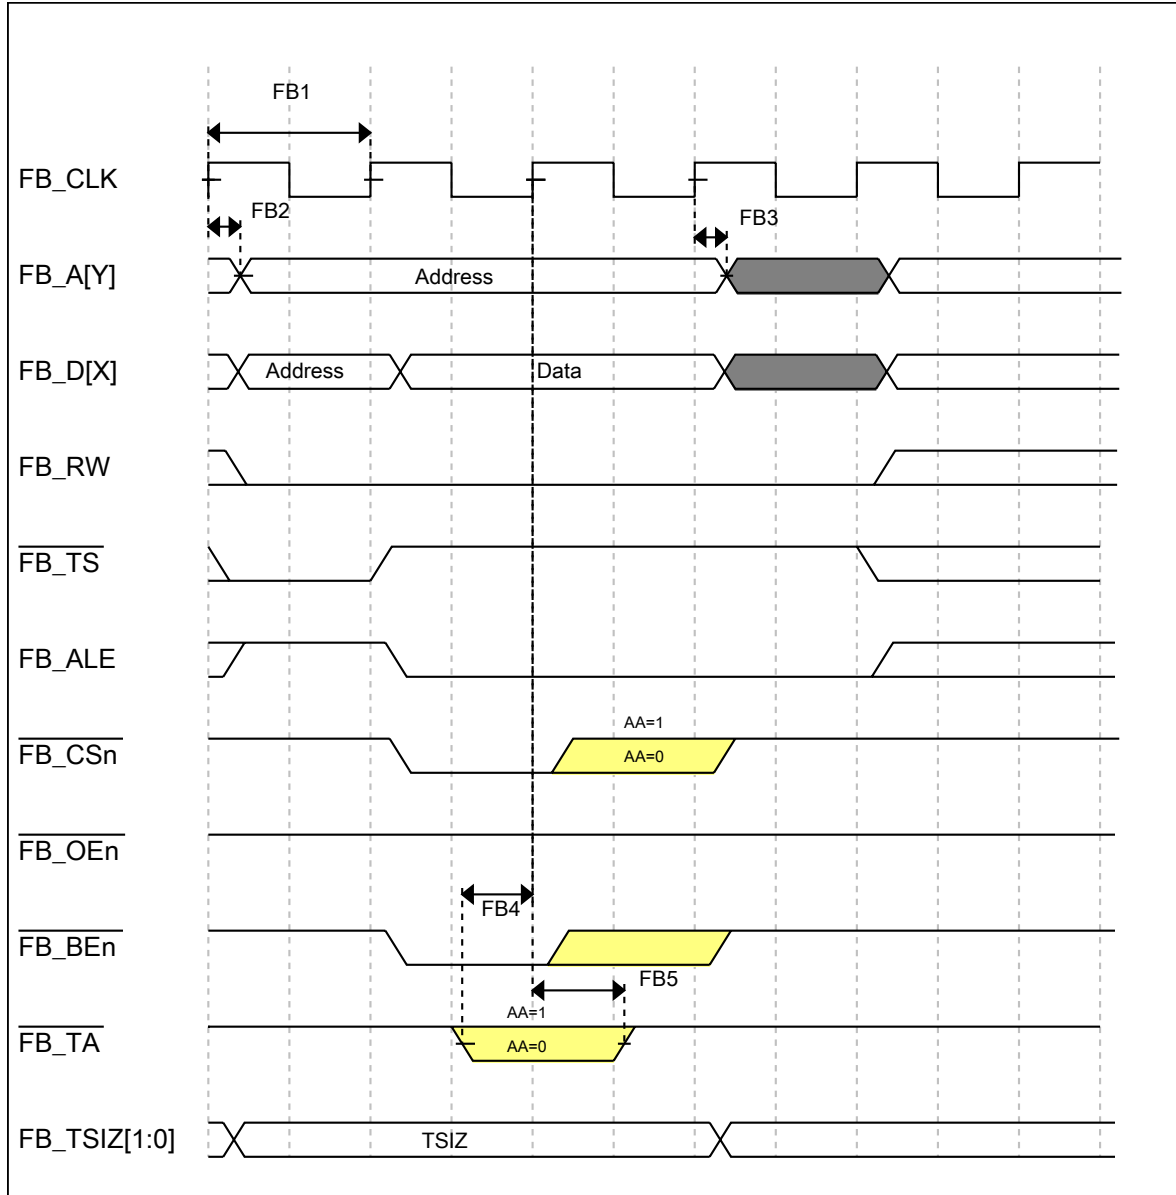 FB1
FB_CLK
FB2
FB3
FB_A[Y]
Address
FB_D[X]
Address
Data
FB_RW
FB_TS
FB_ALE
AA=1
FB_CSn
AA=0
FB_OEn
FB4
FB_BEn
FB5
AA=1
FB_TA
AA=0
FB_TSIZ[1:0]
TSIZ